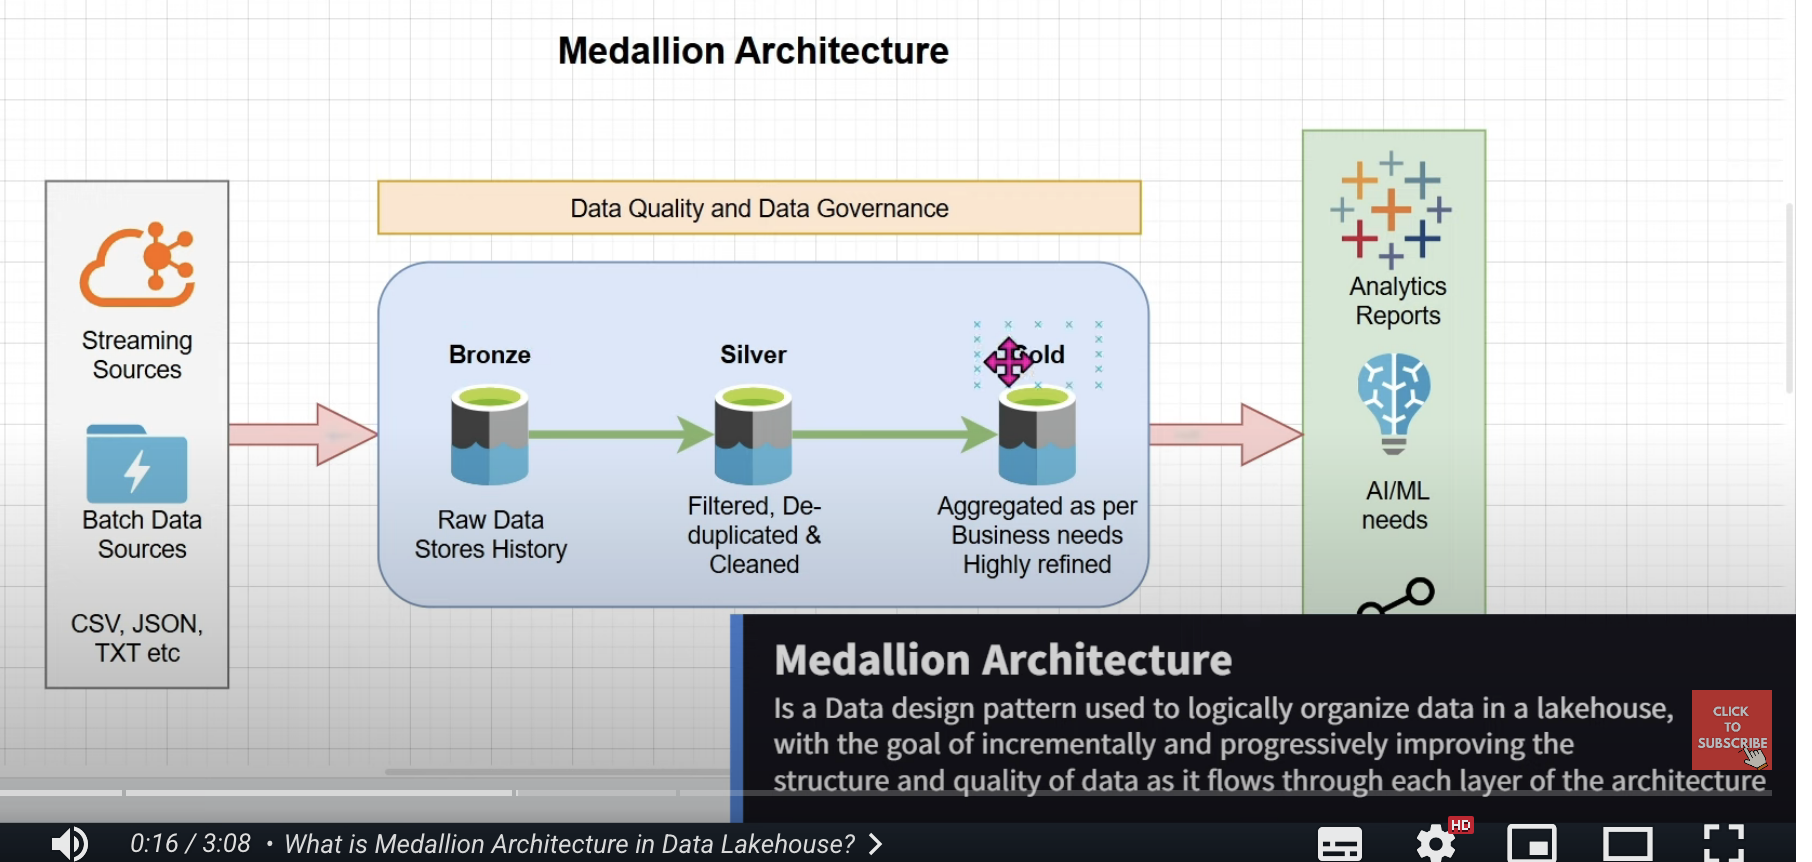 Medallion Architecture
Data Quality and Data Governance
Streaming
Sources
Batch Data
Sources
CSV, JSON,
TXT etc
Bronze
Raw Data
Stores History
Silver
Filtered, De-
duplicated &
Cleaned
Gold
Aggregated as per
Business needs
Highly refined
Analytics
Reports
AI/ML
needs
Medallion Architecture
Is a Data design pattern used to logically organize data in a lakehouse,
with the goal of incrementally and progressively improving the
structure and quality of data as it flows through each layer of the architecture
CLICK
TO
SUBSCRIBE
0:16 / 3:08 • What is Medallion Architecture in Data Lakehouse?
HD